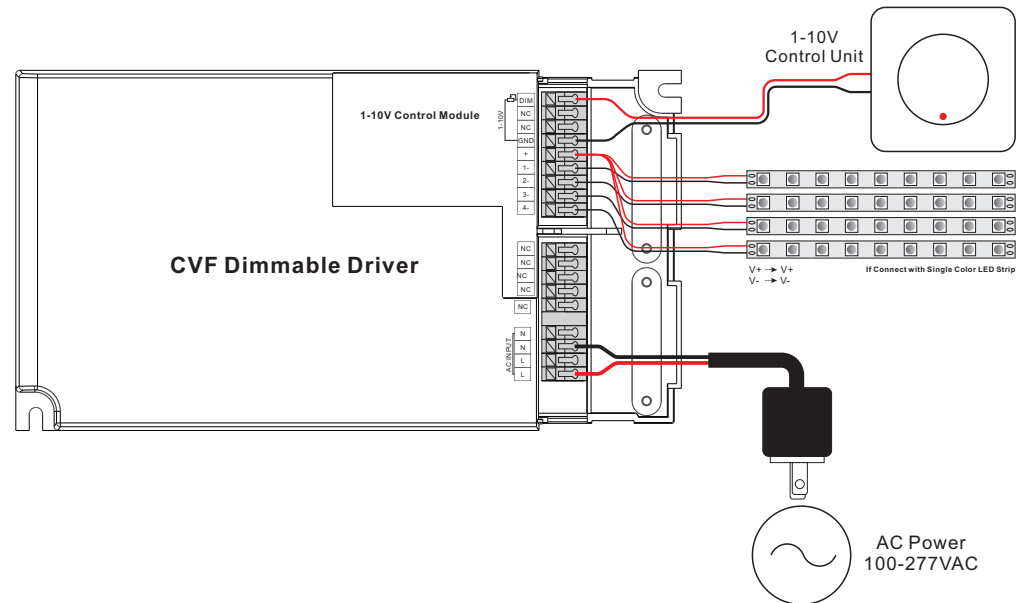 1-10V
Control Unit
1-10V Control Module
1-10V
DIM
NC
NC
GND
+
1-
2-
3-
4-
CVF Dimmable Driver
NC
NC
NC
NC
NC
AC INPUT
N
N
L
L
V+ → V+
V- → V-
If Connect with Single Color LED Strip
AC Power
100-277VAC